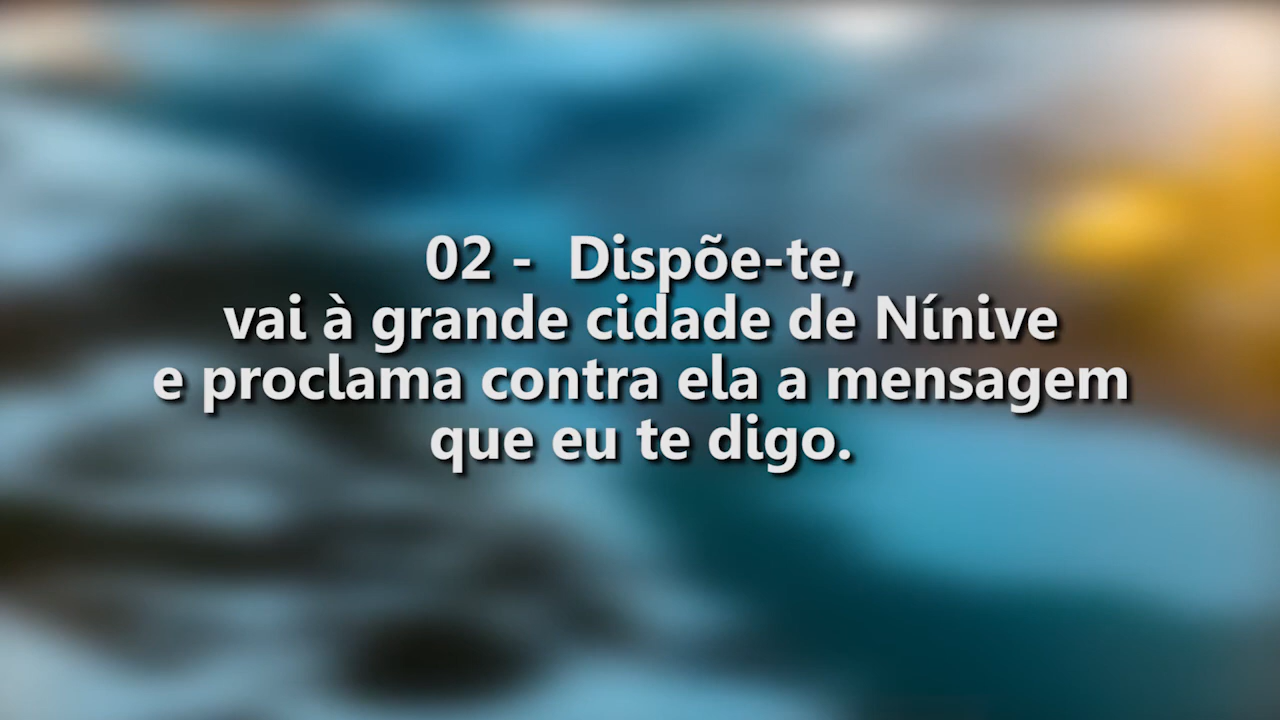 02 - Dispõe-te,
vai à grande cidade de Nínive
e proclama contra ela a mensagem
que eu te digo.